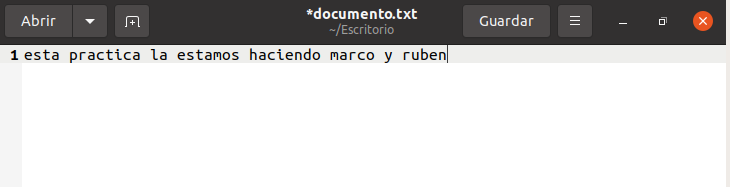 Abrir
*documento.txt
~/Escritorio
Guardar
1 esta practica la estamos haciendo marco y ruben